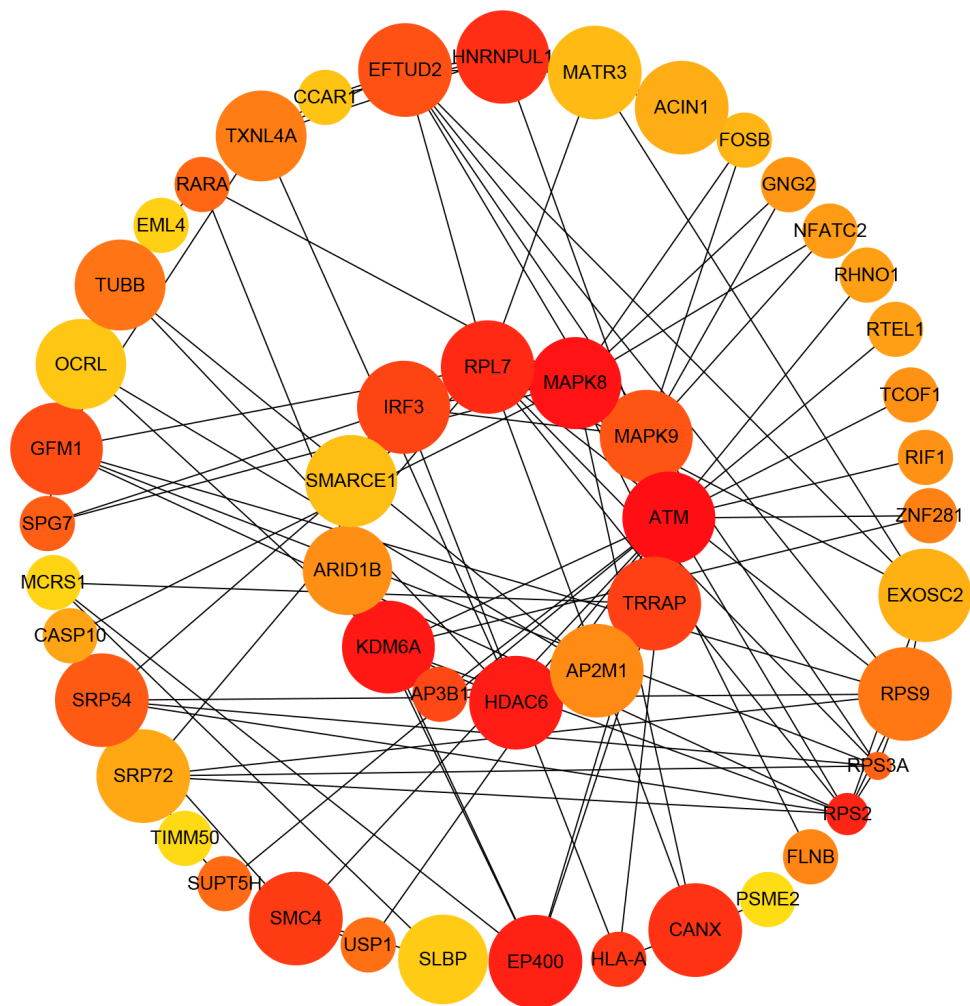 HNRNPUL1
EFTUD2
MATR3
CCAR1
ACIN1
TXNL4A
FOSB
RARA
GNG2
EML4
NFATC2
RHNO1
TUBB
RTEL1
OCRL
RPL7
MAPK8
TCOF1
IRF3
MAPK9
GFM1
RIF1
SMARCE1
SPG7
ATM
ZNF281
ARID1B
MCRS1
EXOSC2
TRRAP
CASP10
KDM6A
AP2M1
AP3B1
RPS9
SRP54
HDAC6
RPS3A
SRP72
RPS2
TIMM50
FLNB
SUPT5H
PSME2
SMC4
CANX
USP1
SLBP
EP400
HLA-A